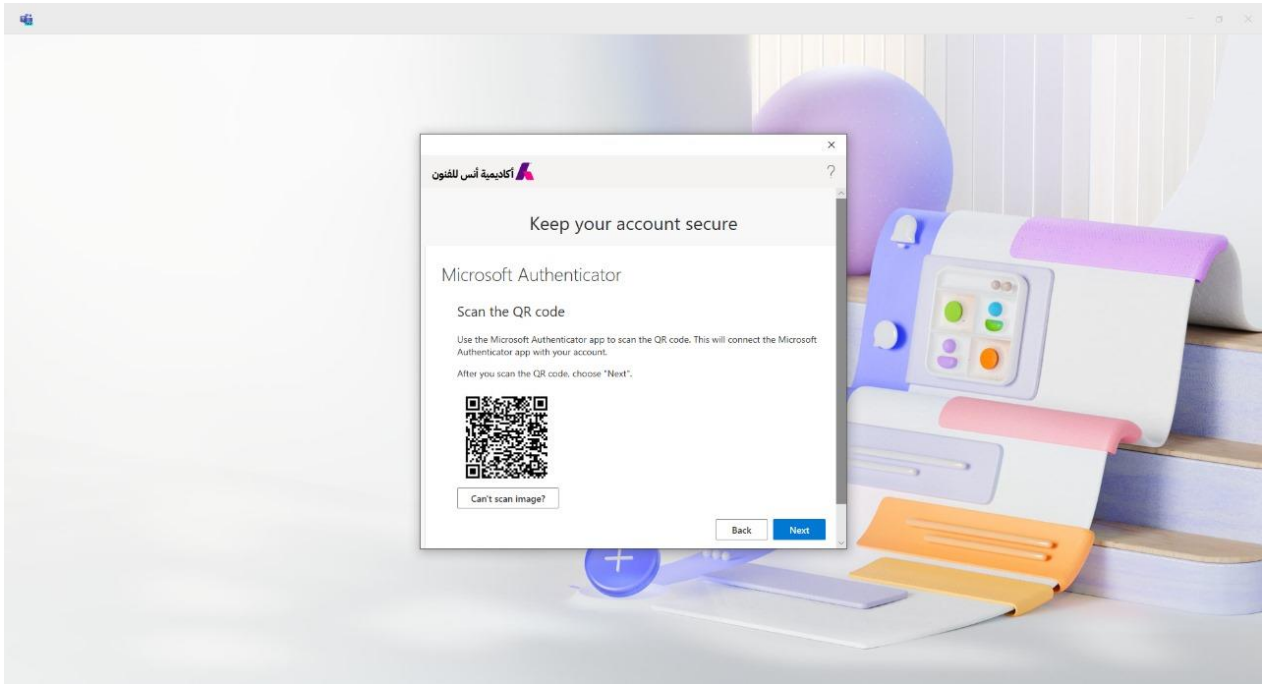 أكاديمية أنس للفنون
?
Keep your account secure
Microsoft Authenticator
Scan the QR code
Use the Microsoft Authenticator app to scan the QR code. This will connect the Microsoft
Authenticator app with your account.
After you scan the QR code, choose "Next".
Can't scan image?
Back Next